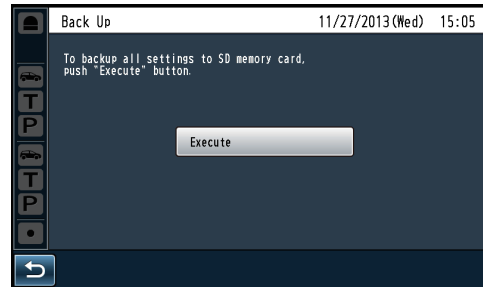 Back Up 11/27/2013(Wed) 15:05
To backup all settings to SD memory card,
push "Execute" button.
T
P
Execute
T
P